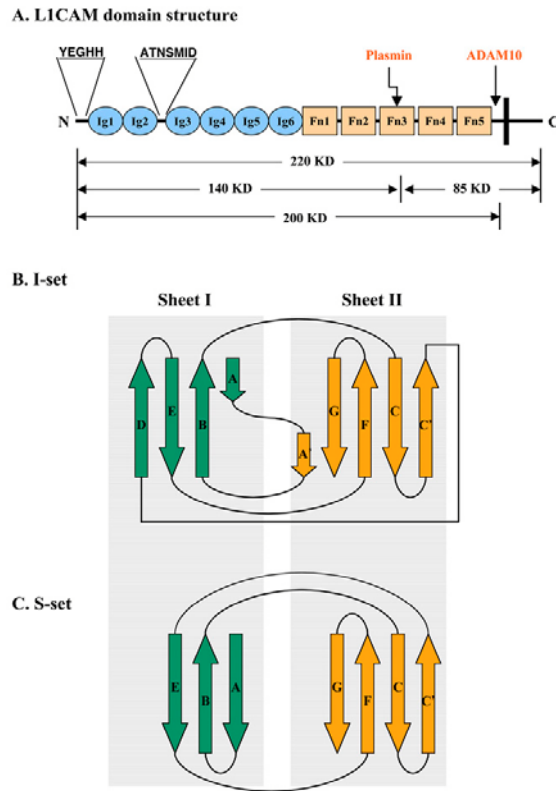 A. L1CAM domain structure
YEGHH ATNSMID Plasmin ADAM10
N Ig1 Ig2 Ig3 Ig4 Ig5 Ig6 Fn1 Fn2 Fn3 Fn4 Fn5 C
220 KD
140 KD 85 KD
200 KD
B. I-set
Sheet I Sheet II
D E B A A' G F C C'
C. S-set
E B A G F C C'